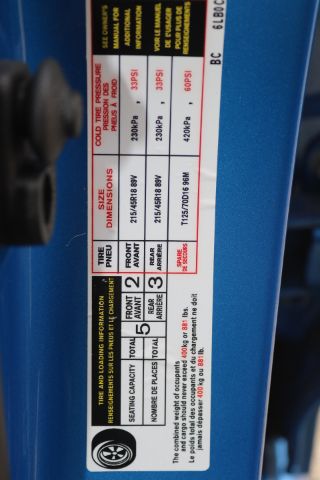 TIRE AND LOADING INFORMATION
RENSEIGNEMENTS SUR LES PNEUS ET LE CHARGEMENT
SEATING CAPACITY TOTAL 5 FRONT AVANT 2 REAR ARRIÈRE 3
NOMBRE DE PLACES TOTAL
The combined weight of occupants
and cargo should never exceed 400 kg or 881 lbs.
Le poids total des occupants et du chargement ne doit
jamais dépasser 400 kg ou 881 lb.
TIRE PNEU SIZE DIMENSIONS COLD TIRE PRESSURE PRESSION DES PNEUS À FROID
FRONT AVANT 215/45R18 89V 230kPa, 33PSI
REAR ARRIÈRE 215/45R18 89V 230kPa, 33PSI
SPARE DE SECOURS T125/70D16 96M 420kPa, 60PSI
SEE OWNER'S
MANUAL FOR
ADDITIONAL
INFORMATION
VOIR LE MANUEL
DE L'USAGER
POUR PLUS DE
RENSEIGNEMENTS
BC 6LB0C